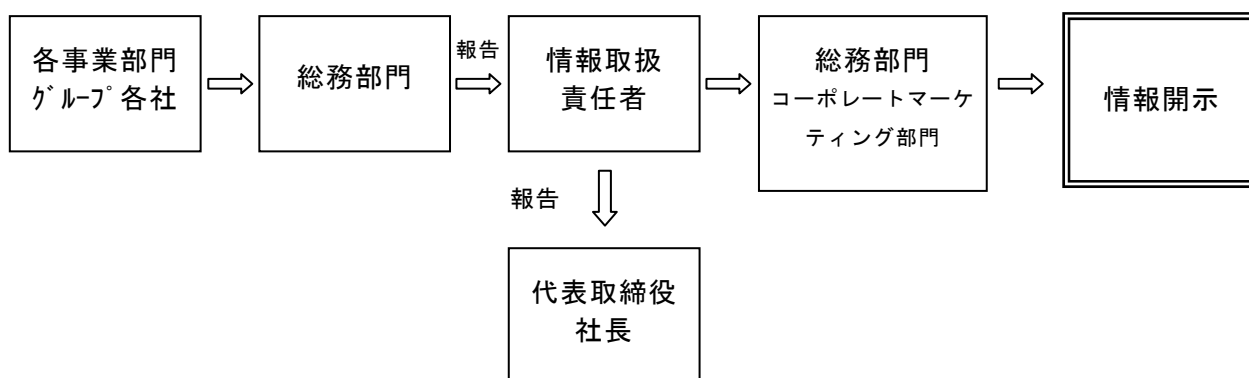 各事業部門
ｸﾞﾙｰﾌﾟ各社
総務部門
報告
情報取扱
責任者
総務部門
コーポレートマーケ
ティング部門
情報開示
報告
代表取締役
社長